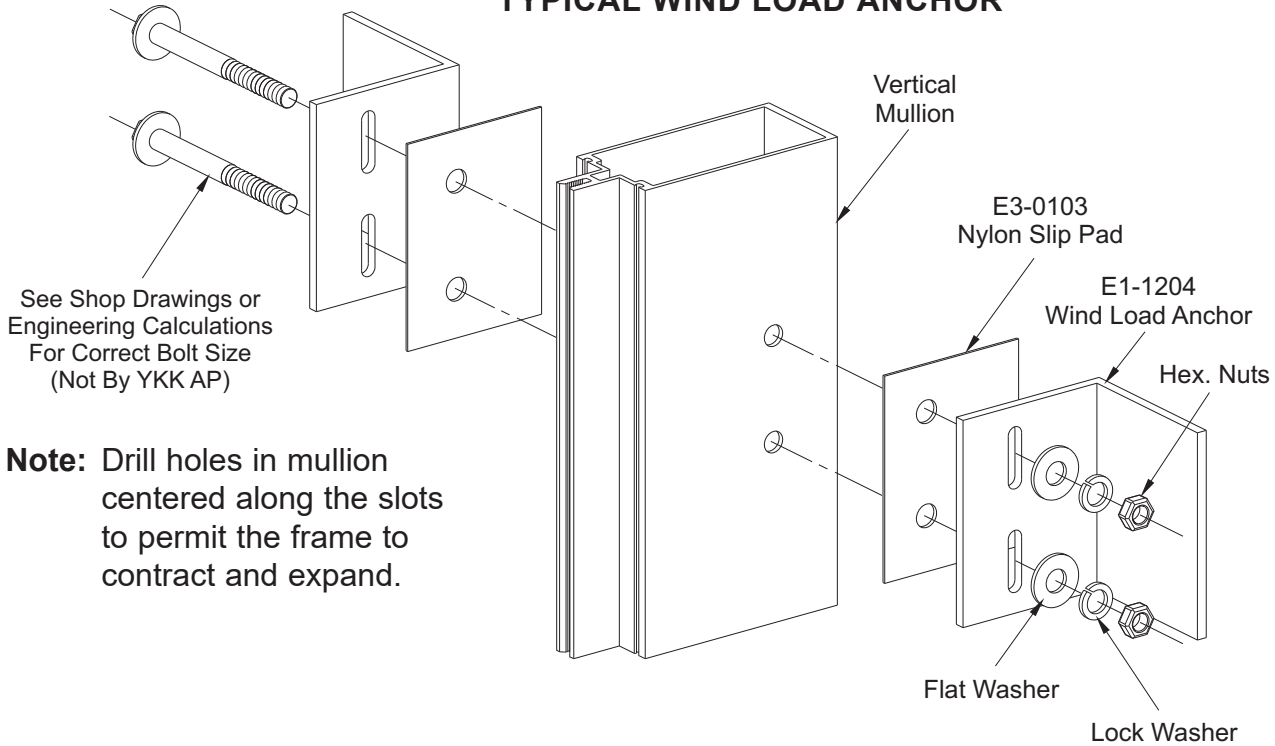 TYPICAL WIND LOAD ANCHOR
Vertical
Mullion
E3-0103
Nylon Slip Pad
E1-1204
Wind Load Anchor
Hex. Nuts
See Shop Drawings or
Engineering Calculations
For Correct Bolt Size
(Not By YKK AP)
Note: Drill holes in mullion
centered along the slots
to permit the frame to
contract and expand.
Flat Washer
Lock Washer